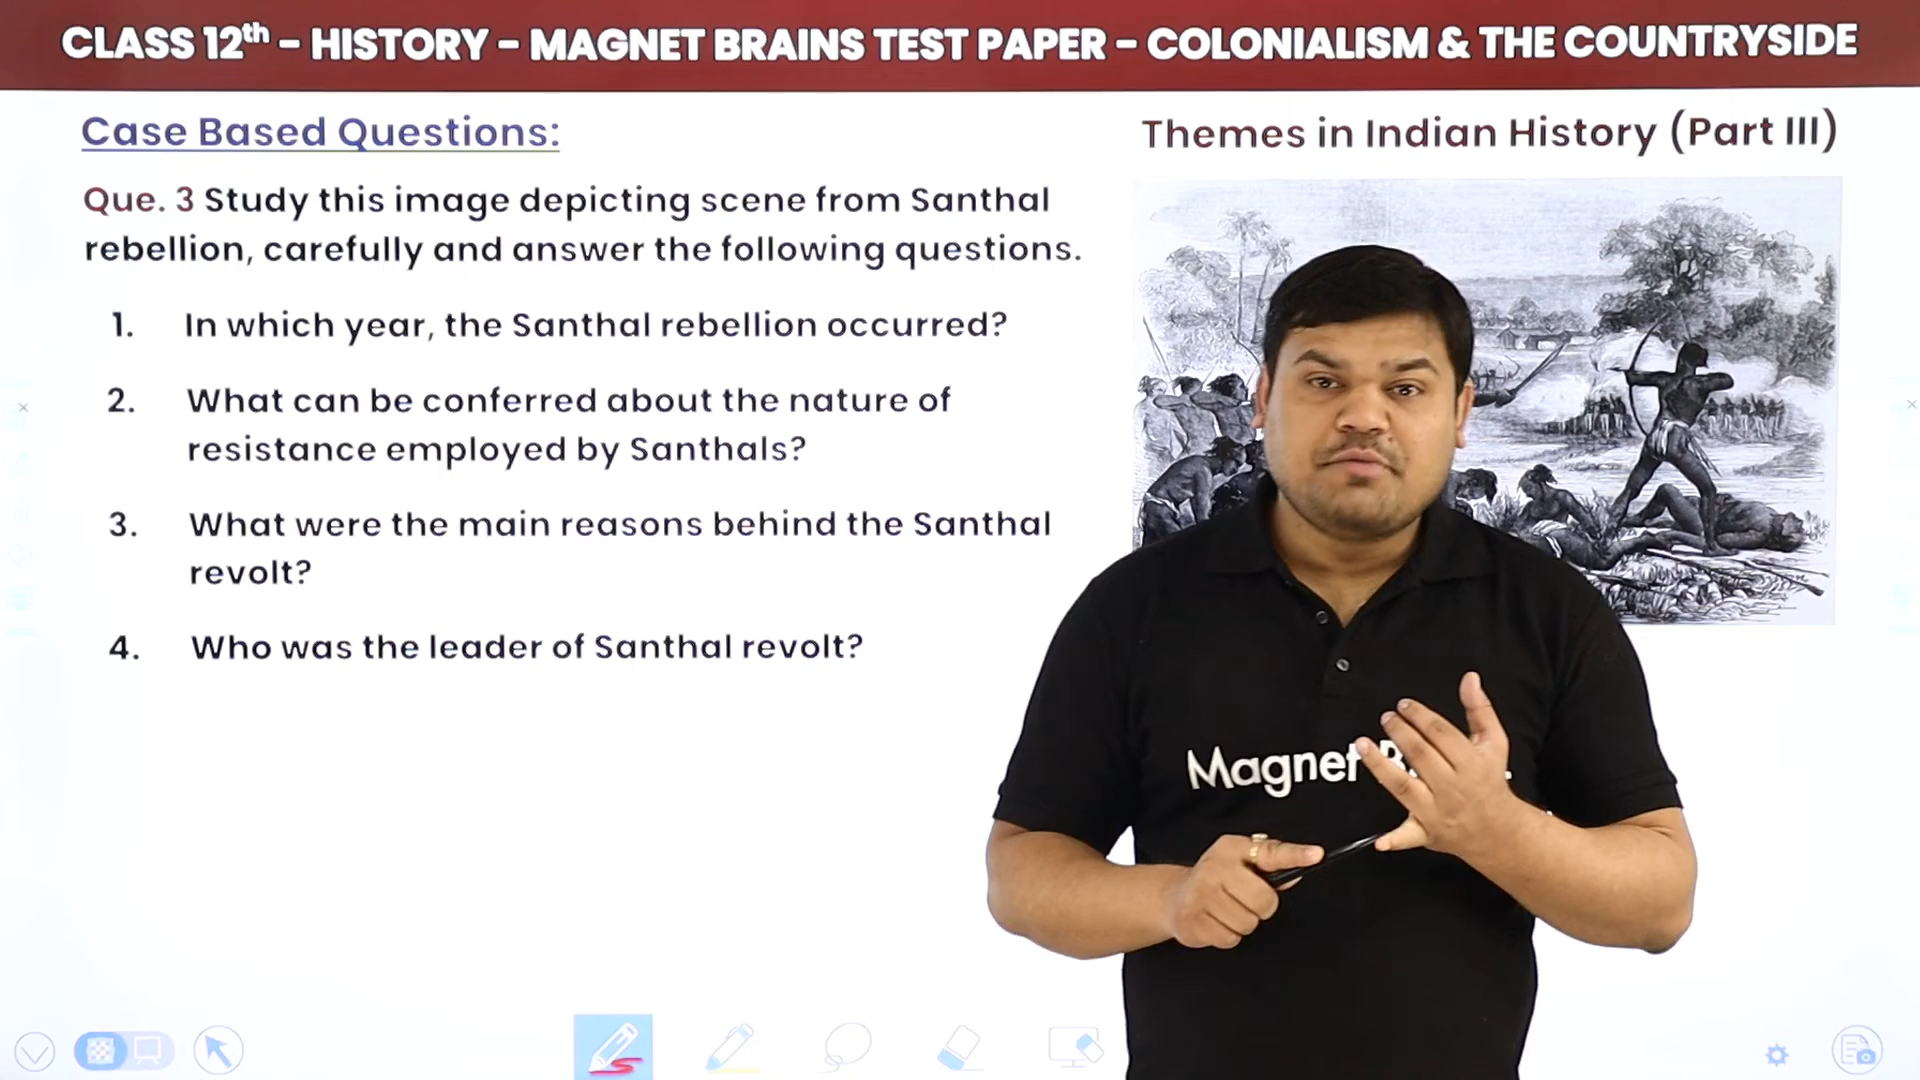 CLASS 12th - HISTORY - MAGNET BRAINS TEST PAPER - COLONIALISM & THE COUNTRYSIDE
Case Based Questions:
Themes in Indian History (Part III)
Que. 3 Study this image depicting scene from Santhal
rebellion, carefully and answer the following questions.
1. In which year, the Santhal rebellion occurred?
2. What can be conferred about the nature of
resistance employed by Santhals?
3. What were the main reasons behind the Santhal
revolt?
4. Who was the leader of Santhal revolt?
Magnet